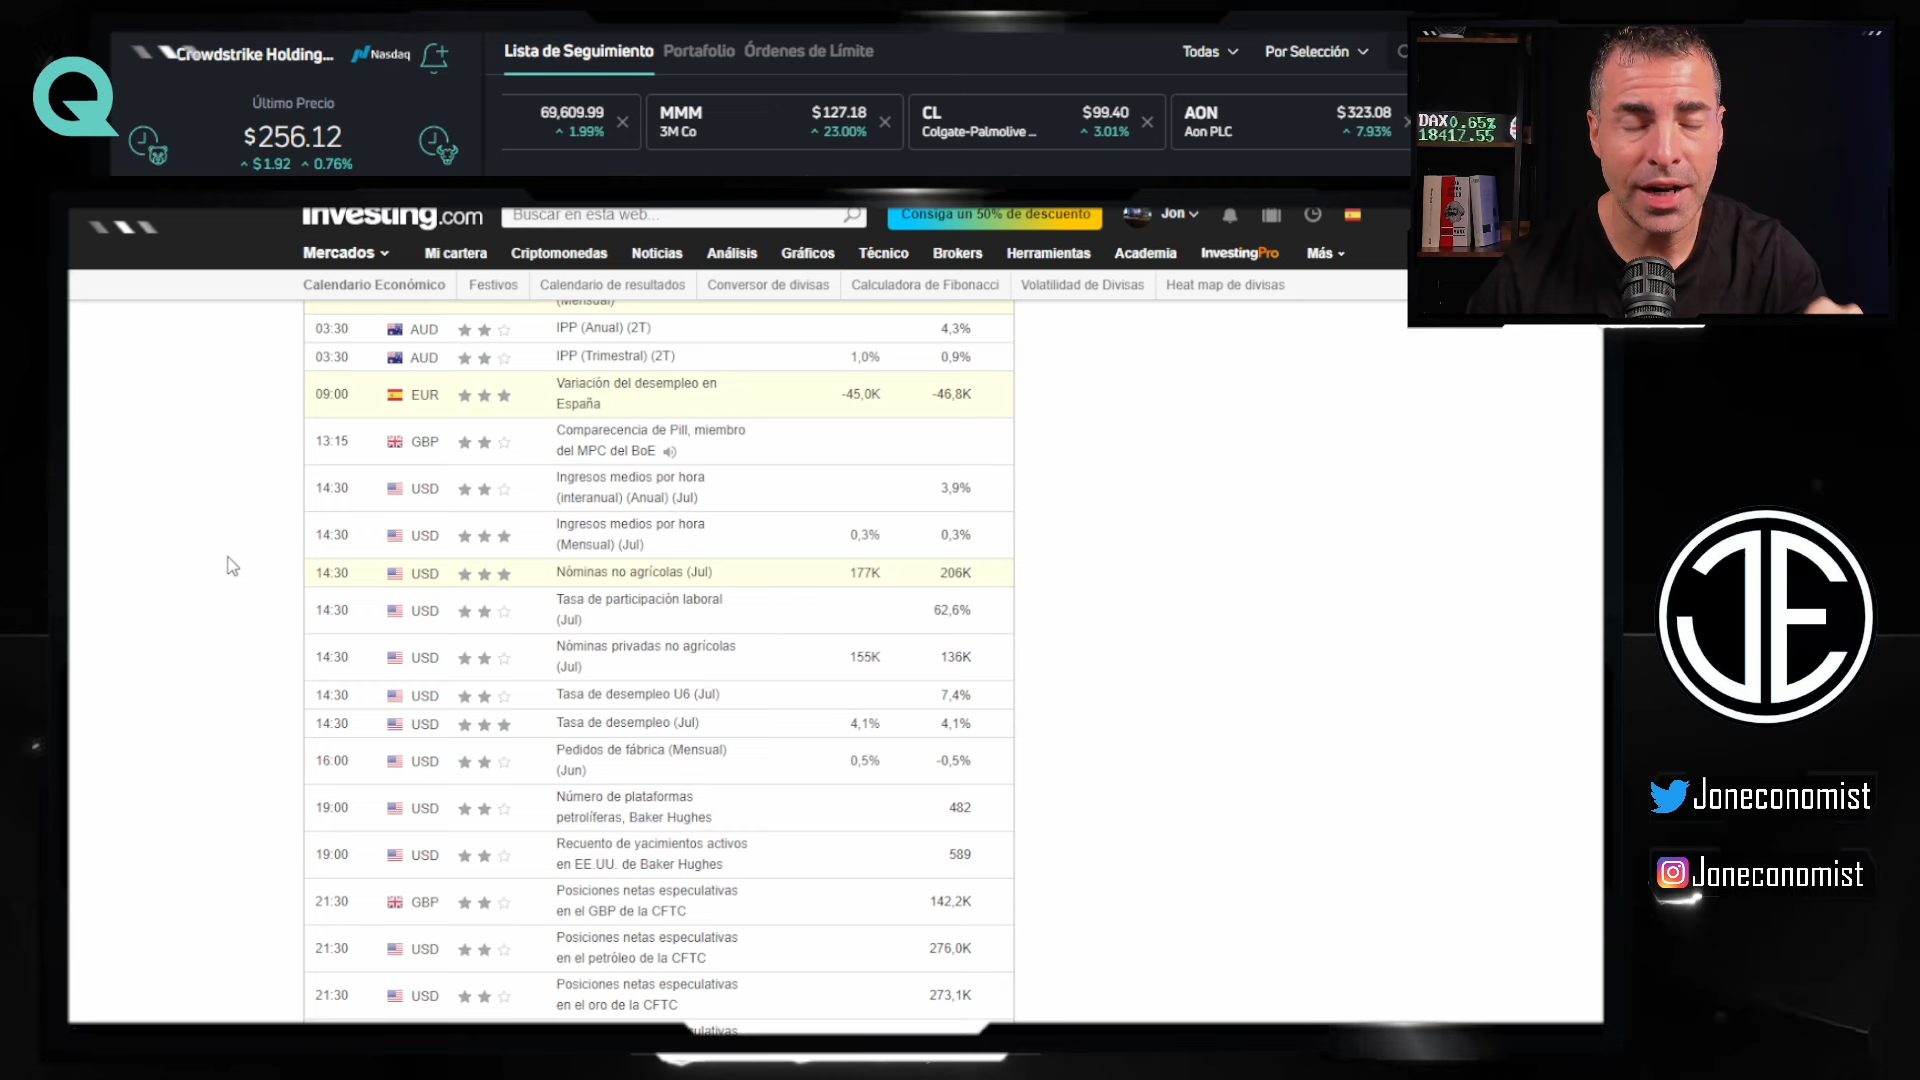 Crowdstrike Holding...
Nasdaq
Último Precio
$256.12
$1.92 0.76%
Lista de Seguimiento Portafolio Órdenes de Límite
Todas Por Selección
69,609.99
1.99%
MMM $127.18
3M Co 23.00%
CL $99.40
Colgate-Palmolive ... 3.01%
AON $323.08
Aon PLC 7.93%
DAX 0.65%
18417.55
Investing.com
Buscar en esta web...
Consiga un 50% de descuento
Jon
Mercados Mi cartera Criptomonedas Noticias Análisis Gráficos Técnico Brokers Herramientas Academia InvestingPro Más
Calendario Económico Festivos Calendario de resultados Conversor de divisas Calculadora de Fibonacci Volatilidad de Divisas Heat map de divisas
(Mensual)
03:30 AUD IPP (Anual) (2T) 4,3%
03:30 AUD IPP (Trimestral) (2T) 1,0% 0,9%
09:00 EUR Variación del desempleo en -45,0K -46,8K
España
13:15 GBP Comparecencia de Pill, miembro
del MPC del BoE
14:30 USD Ingresos medios por hora 3,9%
(interanual) (Anual) (Jul)
14:30 USD Ingresos medios por hora 0,3% 0,3%
(Mensual) (Jul)
14:30 USD Nóminas no agrícolas (Jul) 177K 206K
14:30 USD Tasa de participación laboral 62,6%
(Jul)
14:30 USD Nóminas privadas no agrícolas 155K 136K
(Jul)
14:30 USD Tasa de desempleo U6 (Jul) 7,4%
14:30 USD Tasa de desempleo (Jul) 4,1% 4,1%
16:00 USD Pedidos de fábrica (Mensual) 0,5% -0,5%
(Jun)
19:00 USD Número de plataformas 482
petrolíferas, Baker Hughes
19:00 USD Recuento de yacimientos activos 589
en EE.UU. de Baker Hughes
21:30 GBP Posiciones netas especulativas 142,2K
en el GBP de la CFTC
21:30 USD Posiciones netas especulativas 276,0K
en el petróleo de la CFTC
21:30 USD Posiciones netas especulativas 273,1K
en el oro de la CFTC
JE
Joneconomist
Joneconomist